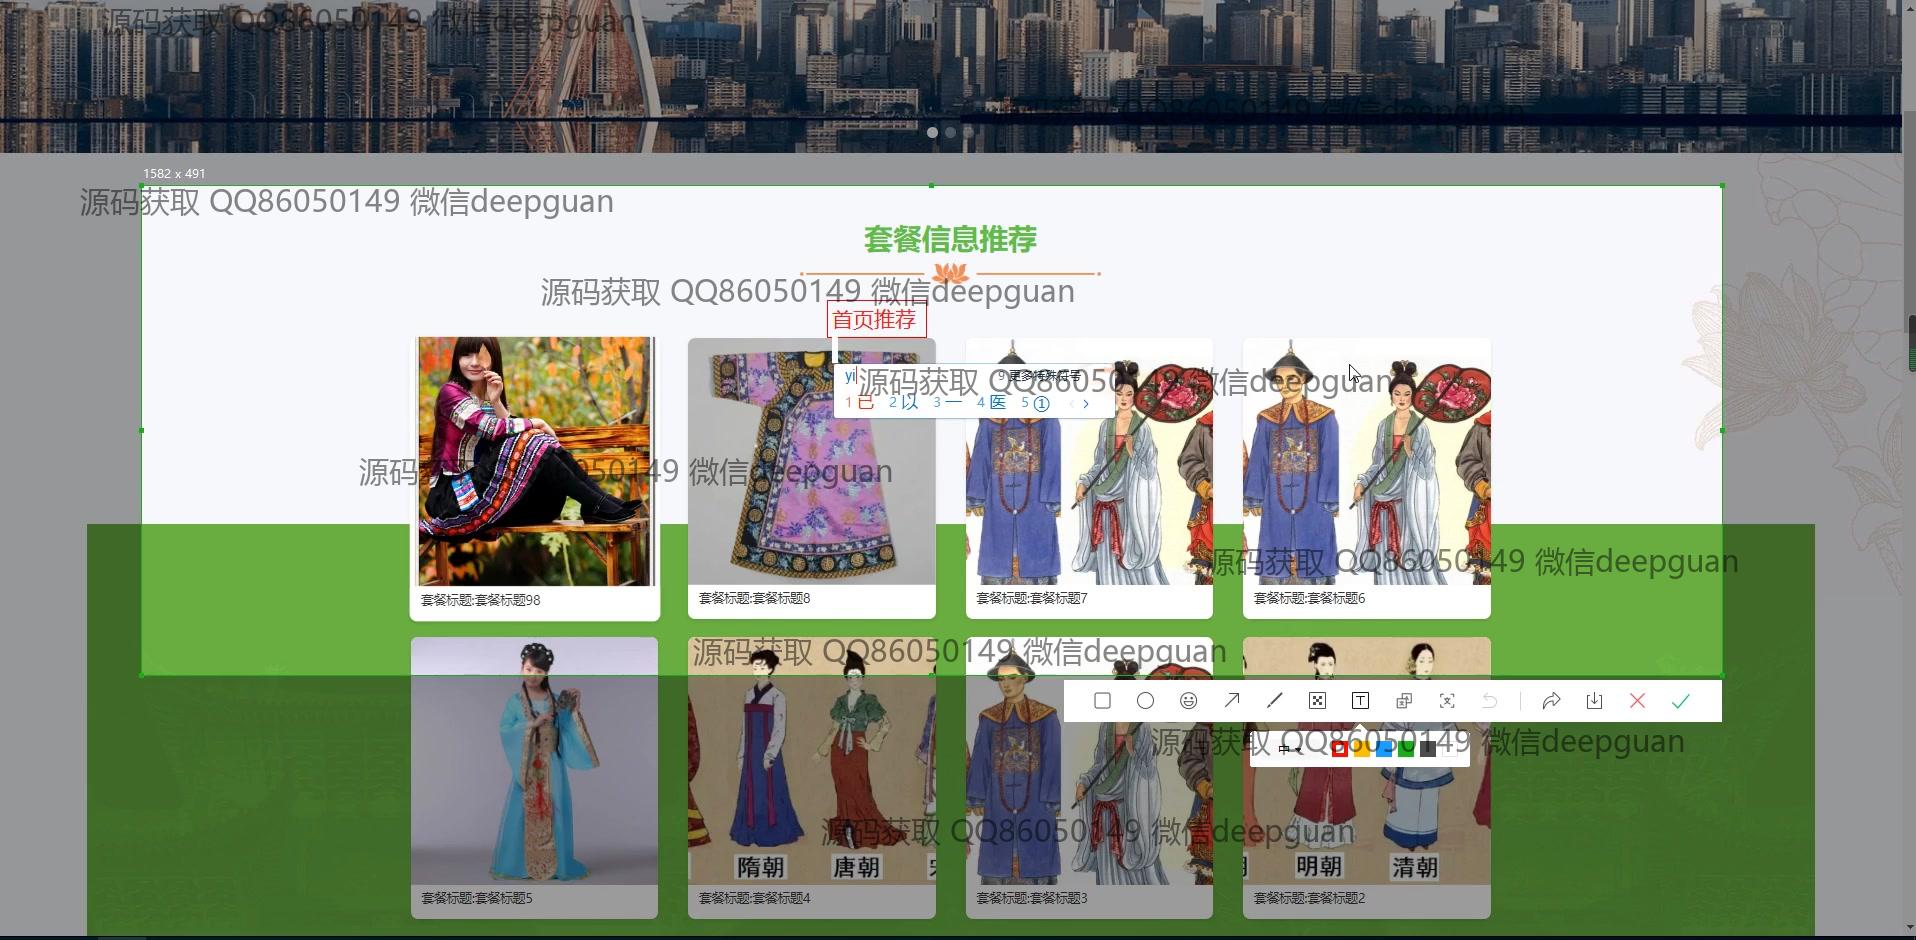 源码获取 QQ86050149 微信deepguan
源码获取 QQ86050149 微信deepguan
1582 x 491
源码获取 QQ86050149 微信deepguan
套餐信息推荐
源码获取 QQ86050149 微信deepguan
首页推荐
yi
9 更多特殊符号
源码获取 QQ86050149 微信deepguan
1 已 2 以 3 一 4 医 5 ①
源码获取 QQ86050149 微信deepguan
源码获取 QQ86050149 微信deepguan
套餐标题:套餐标题98
套餐标题:套餐标题8
套餐标题:套餐标题7
套餐标题:套餐标题6
源码获取 QQ86050149 微信deepguan
源码获取 QQ86050149 微信deepguan
中
源码获取 QQ86050149 微信deepguan
隋朝
唐朝
明朝
清朝
套餐标题:套餐标题5
套餐标题:套餐标题4
套餐标题:套餐标题3
套餐标题:套餐标题2